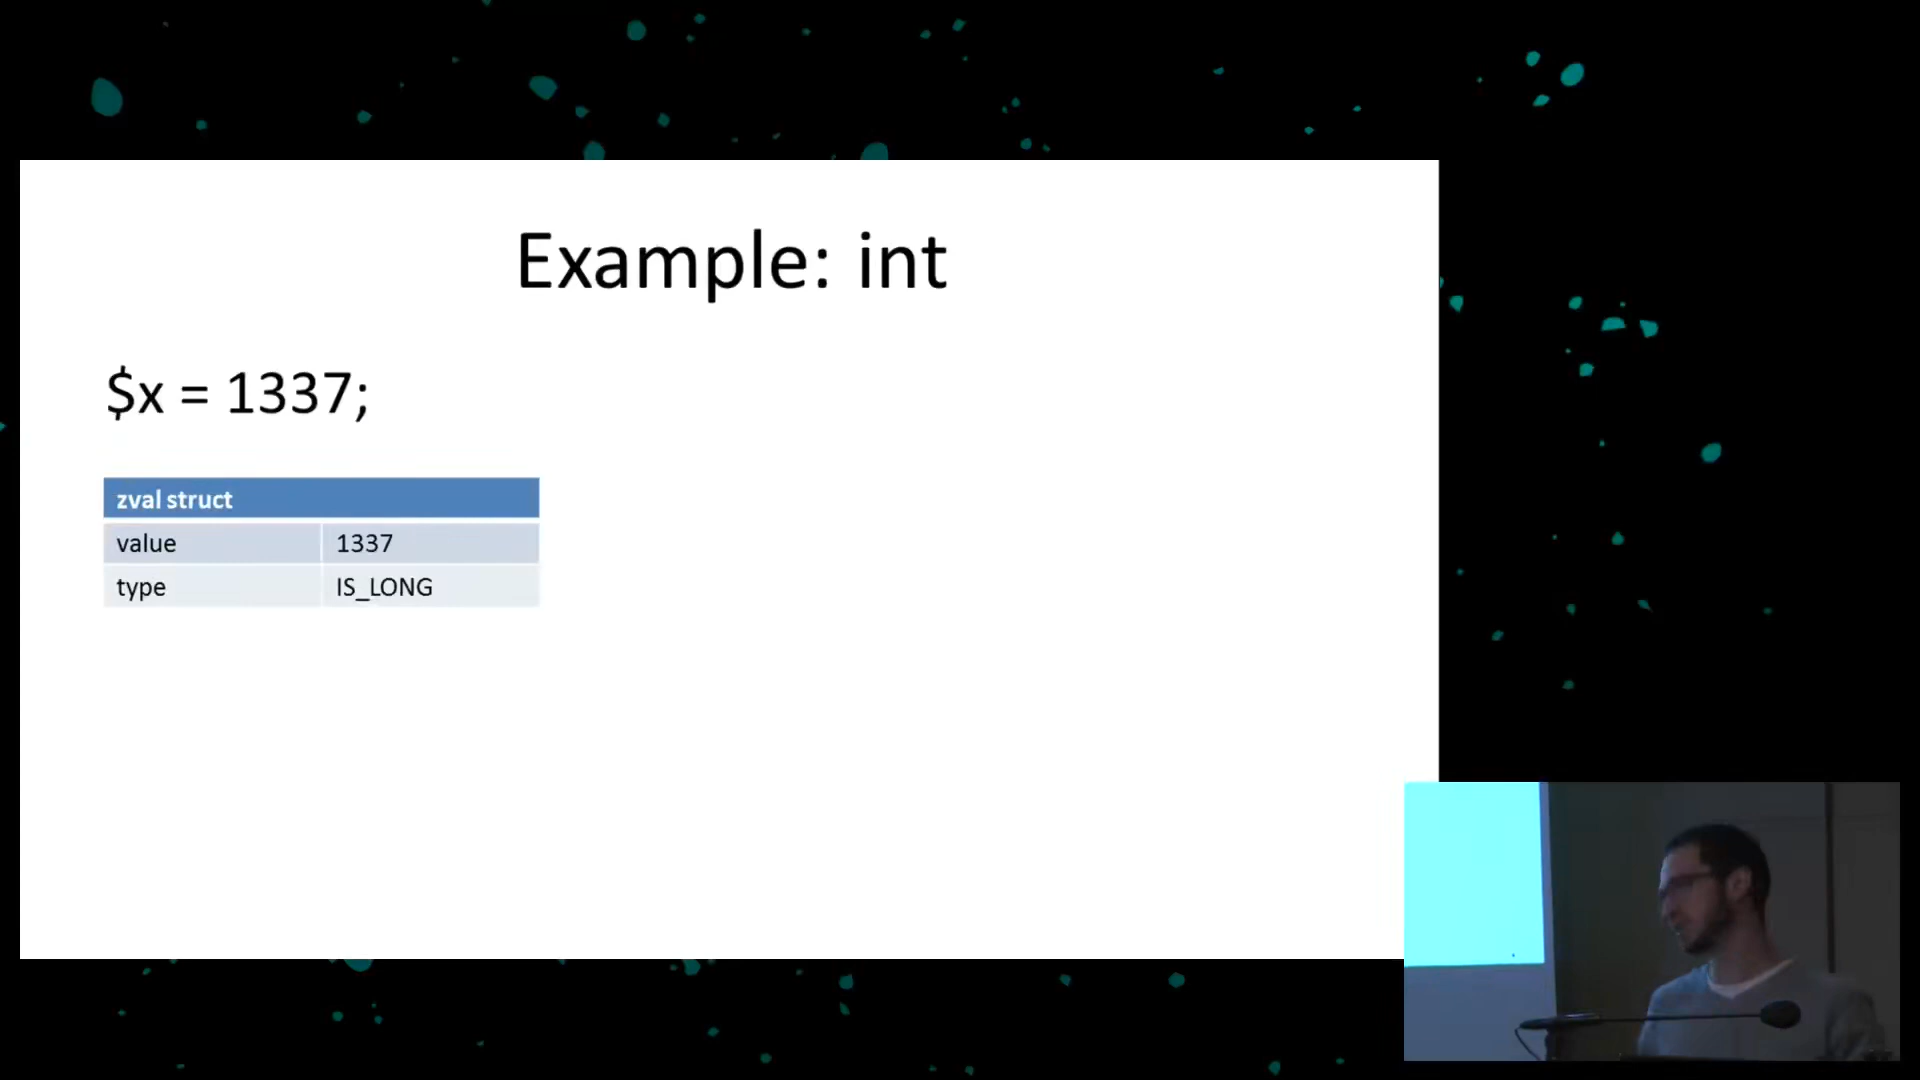 Example: int
$x = 1337;
zval struct
value 1337
type IS_LONG